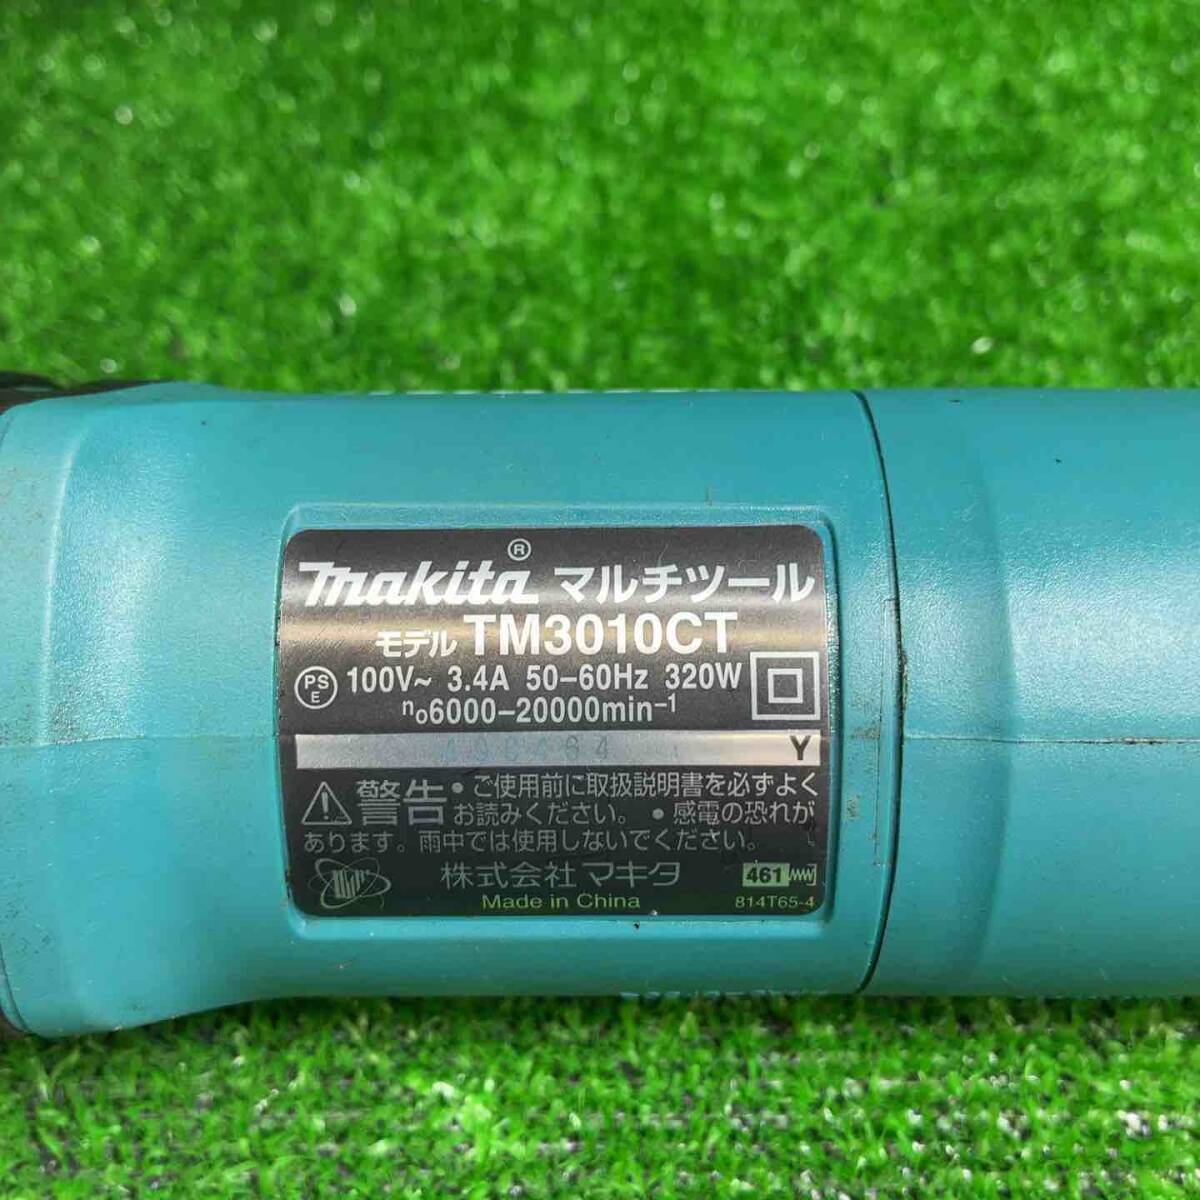 makita® マルチツール
モデル TM3010CT
PSE 100V~ 3.4A 50-60Hz 320W
n₀6000-20000min⁻¹
Y
警告 • ご使用前に取扱説明書を必ずよく
お読みください。 • 感電の恐れが
あります。雨中では使用しないでください。
株式会社 マキタ 461
Made in China 814T65-4